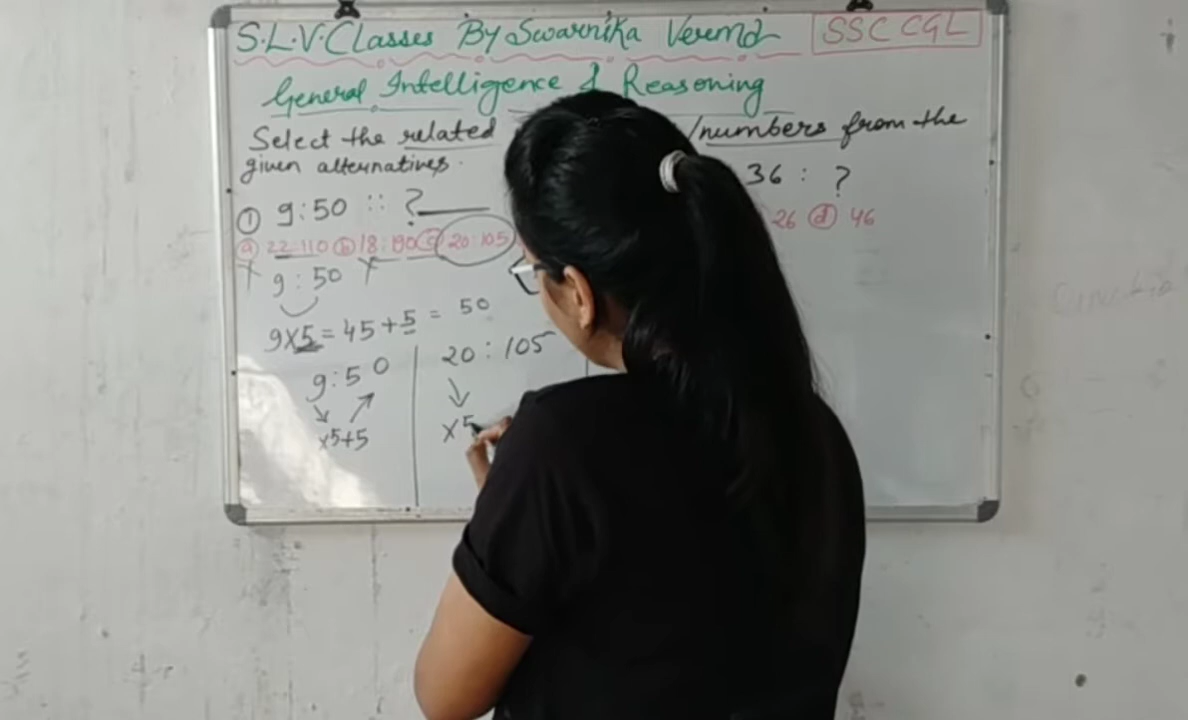 S.L.V. Classes By Swarnika Verma
SSC CGL
General Intelligence & Reasoning
Select the related /numbers from the
given alternatives.
① 9:50 :: ?
ⓐ 22:110 ⓑ 18:190 ⓒ 20:105
36 : ?
26 ⓓ 46
9:50
9×5=45+5 = 50
9:50
×5+5
20:105
×5